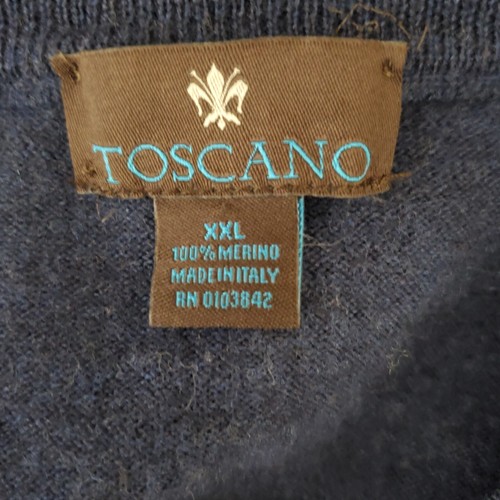 TOSCANO
XXL
100% MERINO
MADE IN ITALY
RN 0103842